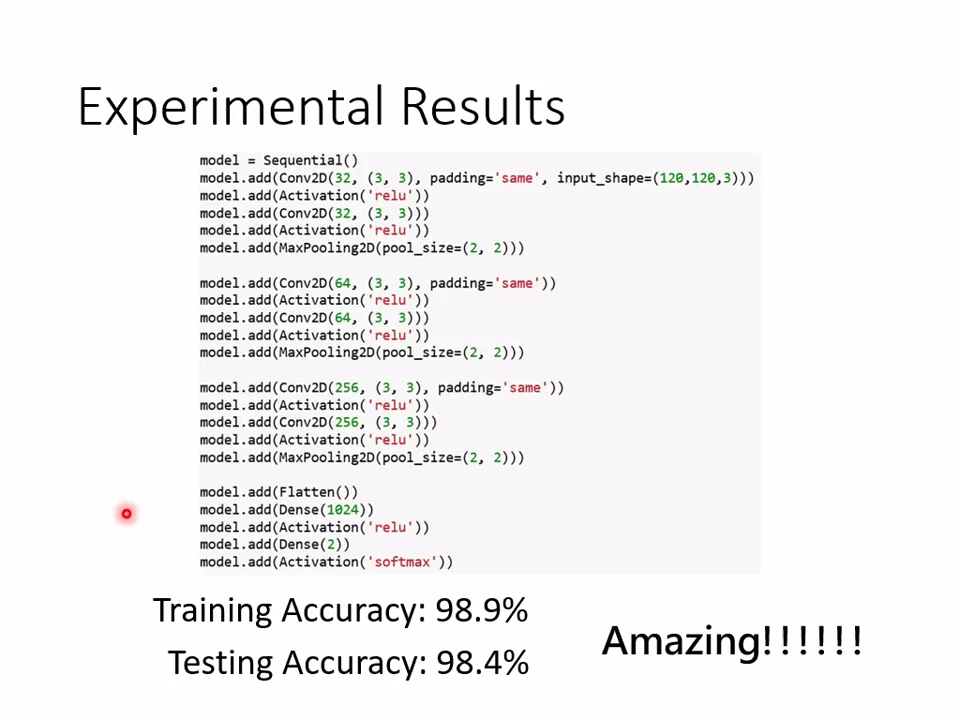 Experimental Results
model = Sequential()
model.add(Conv2D(32, (3, 3), padding='same', input_shape=(120,120,3)))
model.add(Activation('relu'))
model.add(Conv2D(32, (3, 3)))
model.add(Activation('relu'))
model.add(MaxPooling2D(pool_size=(2, 2)))
model.add(Conv2D(64, (3, 3), padding='same'))
model.add(Activation('relu'))
model.add(Conv2D(64, (3, 3)))
model.add(Activation('relu'))
model.add(MaxPooling2D(pool_size=(2, 2)))
model.add(Conv2D(256, (3, 3), padding='same'))
model.add(Activation('relu'))
model.add(Conv2D(256, (3, 3)))
model.add(Activation('relu'))
model.add(MaxPooling2D(pool_size=(2, 2)))
model.add(Flatten())
model.add(Dense(1024))
model.add(Activation('relu'))
model.add(Dense(2))
model.add(Activation('softmax'))
Training Accuracy: 98.9%
Testing Accuracy: 98.4%
Amazing!!!!!!